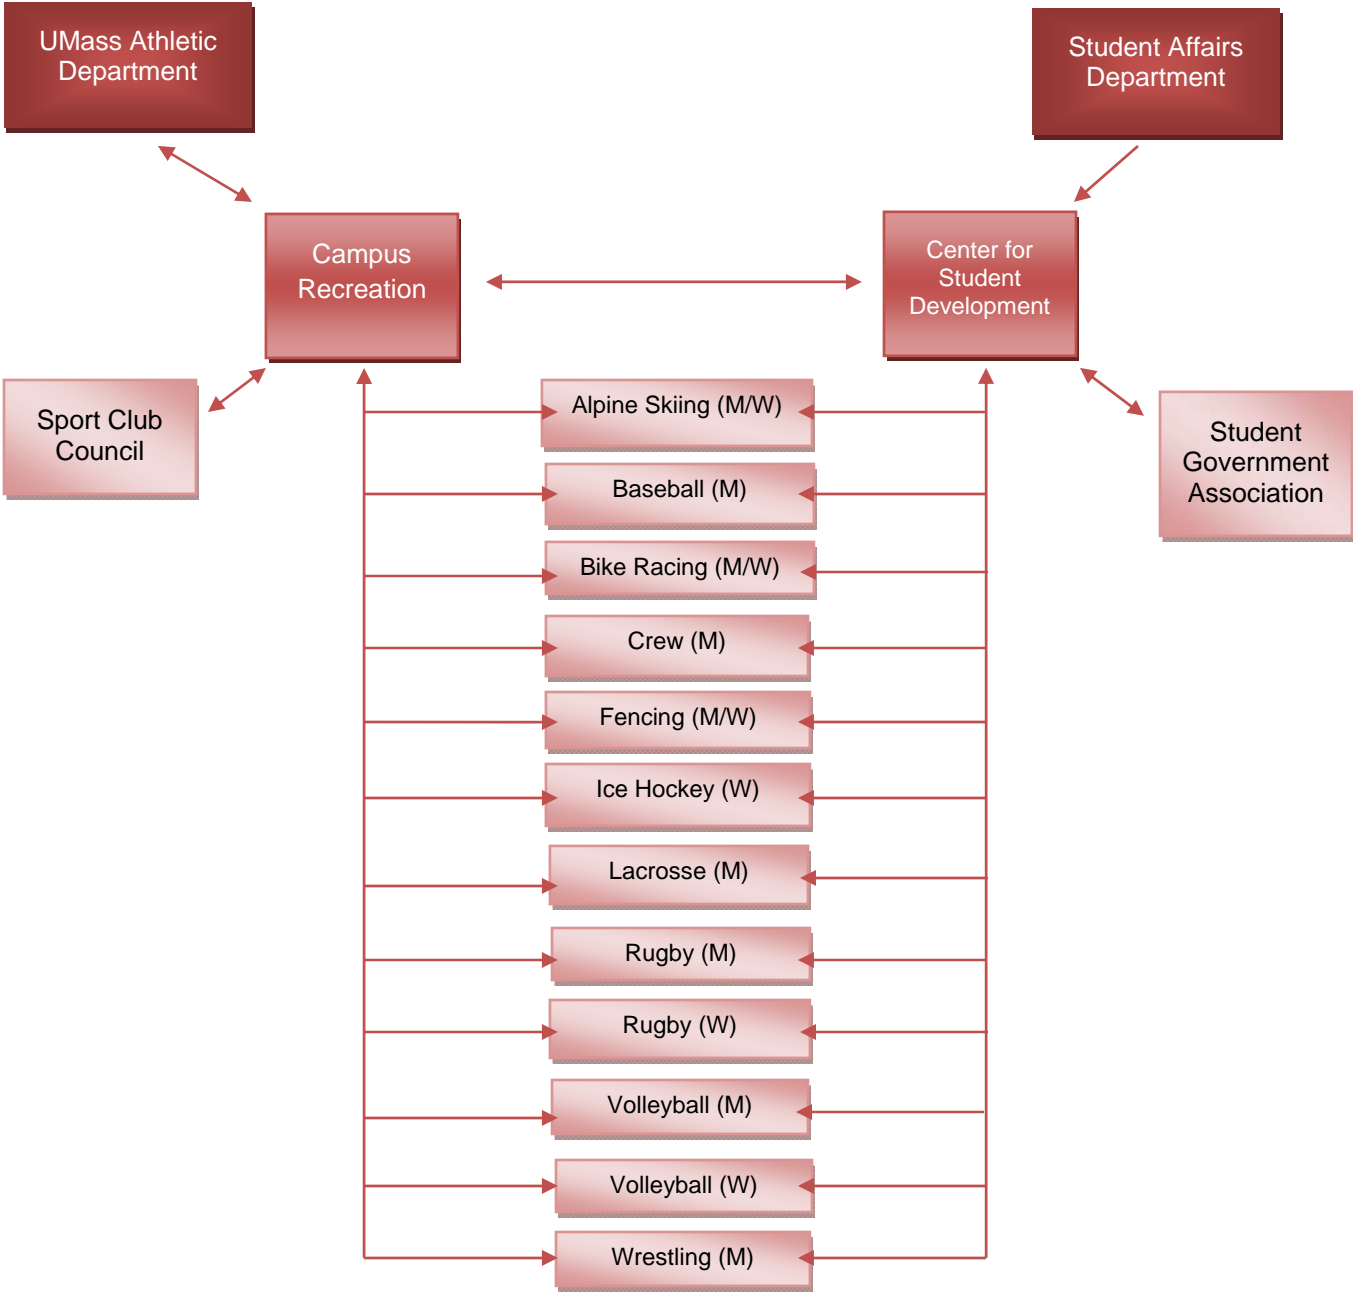 UMass Athletic
Department
Student Affairs
Department
Campus
Recreation
Center for
Student
Development
Sport Club
Council
Student
Government
Association
Alpine Skiing (M/W)
Baseball (M)
Bike Racing (M/W)
Crew (M)
Fencing (M/W)
Ice Hockey (W)
Lacrosse (M)
Rugby (M)
Rugby (W)
Volleyball (M)
Volleyball (W)
Wrestling (M)